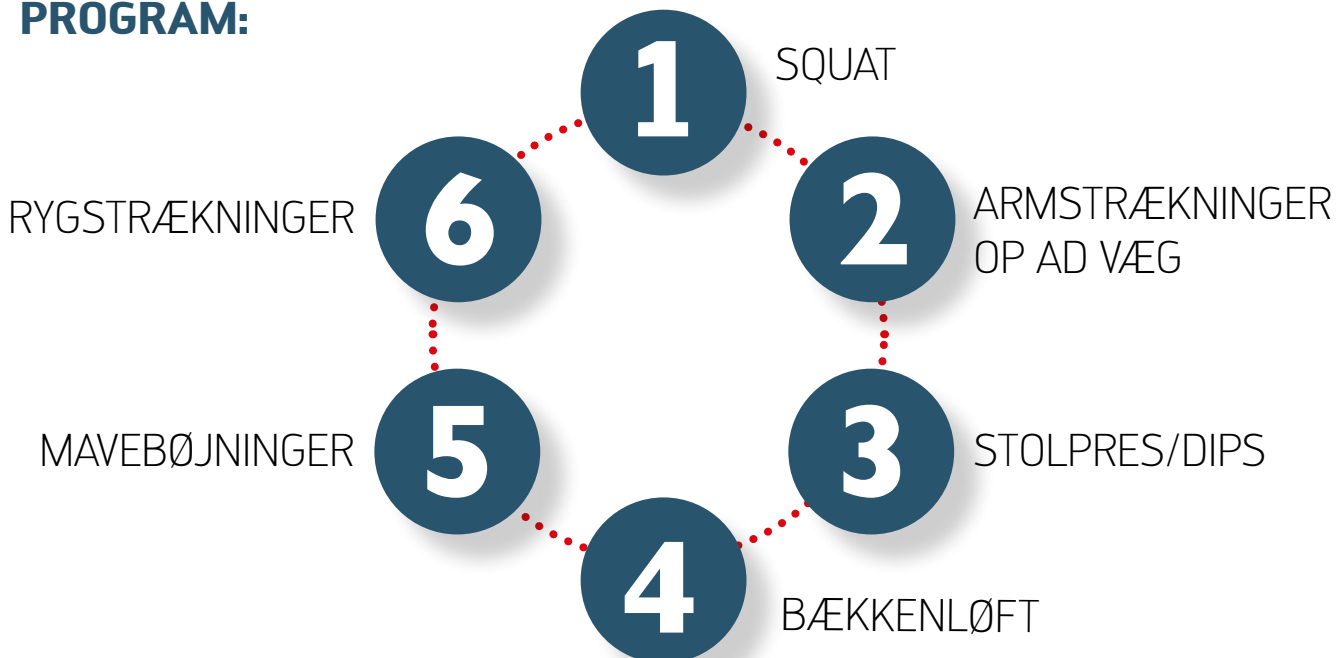 PROGRAM:
1
SQUAT
2
ARMSTRÆKNINGER
OP AD VÆG
3
STOLPRES/DIPS
4
BÆKKENLØFT
5
MAVEBØJNINGER
6
RYGSTRÆKNINGER